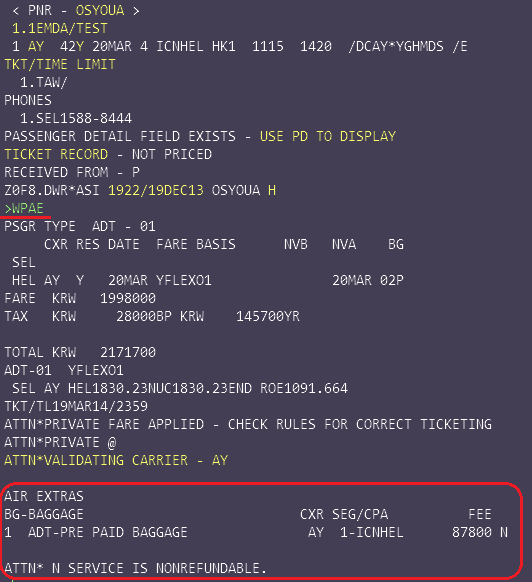 < PNR - OSYOUA >
1.1EMDA/TEST
1 AY 42Y 20MAR 4 ICNHEL HK1 1115 1420 /DCAY*YGHMDS /E
TKT/TIME LIMIT
1.TAW/
PHONES
1.SEL1588-8444
PASSENGER DETAIL FIELD EXISTS - USE PD TO DISPLAY
TICKET RECORD - NOT PRICED
RECEIVED FROM - P
Z0F8.DWR*ASI 1922/19DEC13 OSYOUA H
>WPAE
PSGR TYPE ADT - 01
CXR RES DATE FARE BASIS NVB NVA BG
SEL
HEL AY Y 20MAR YFLEXO1 20MAR 02P
FARE KRW 1998000
TAX KRW 28000BP KRW 145700YR
TOTAL KRW 2171700
ADT-01 YFLEXO1
SEL AY HEL1830.23NUC1830.23END ROE1091.664
TKT/TL19MAR14/2359
ATTN*PRIVATE FARE APPLIED - CHECK RULES FOR CORRECT TICKETING
ATTN*PRIVATE @
ATTN*VALIDATING CARRIER - AY
AIR EXTRAS
BG-BAGGAGE CXR SEG/CPA FEE
1 ADT-PRE PAID BAGGAGE AY 1-ICNHEL 87800 N
ATTN* N SERVICE IS NONREFUNDABLE.